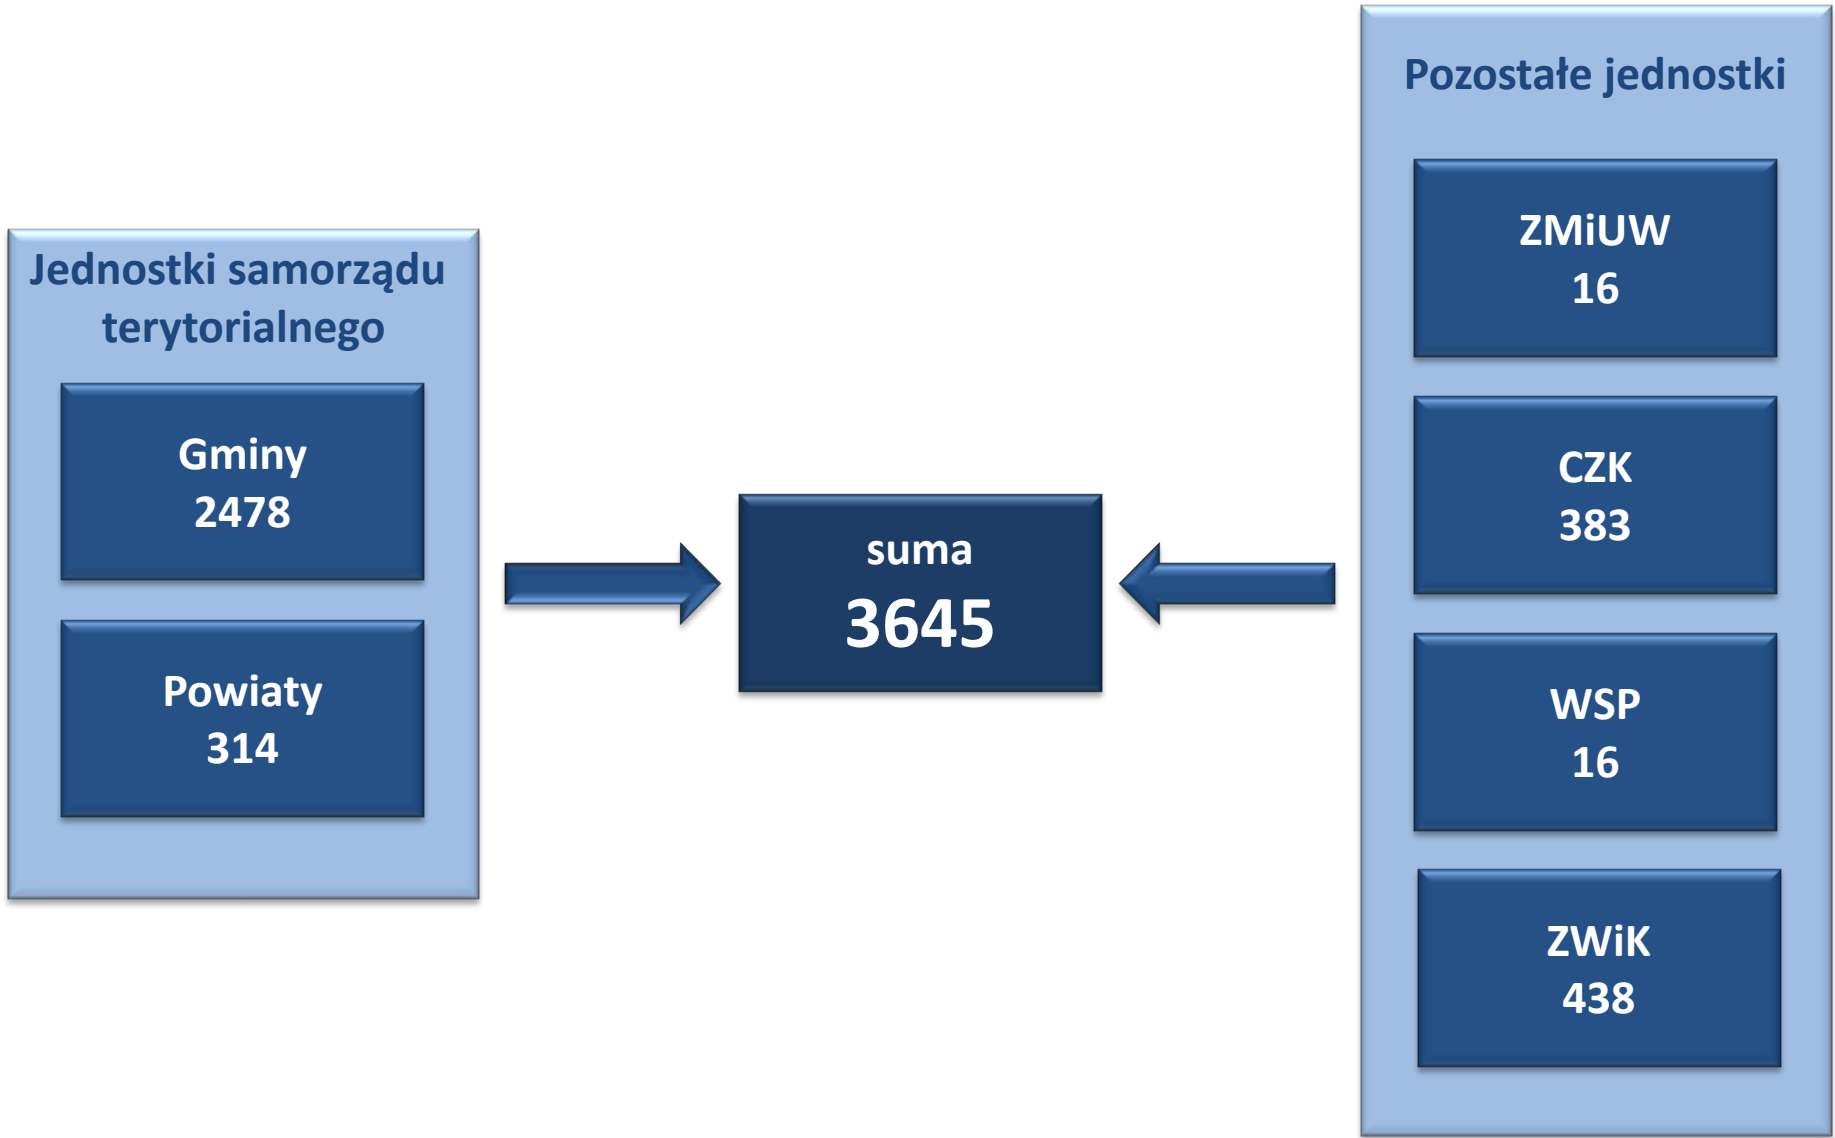 Jednostki samorządu
terytorialnego
Gminy
2478
Powiaty
314
suma
3645
Pozostałe jednostki
ZMiUW
16
CZK
383
WSP
16
ZWiK
438